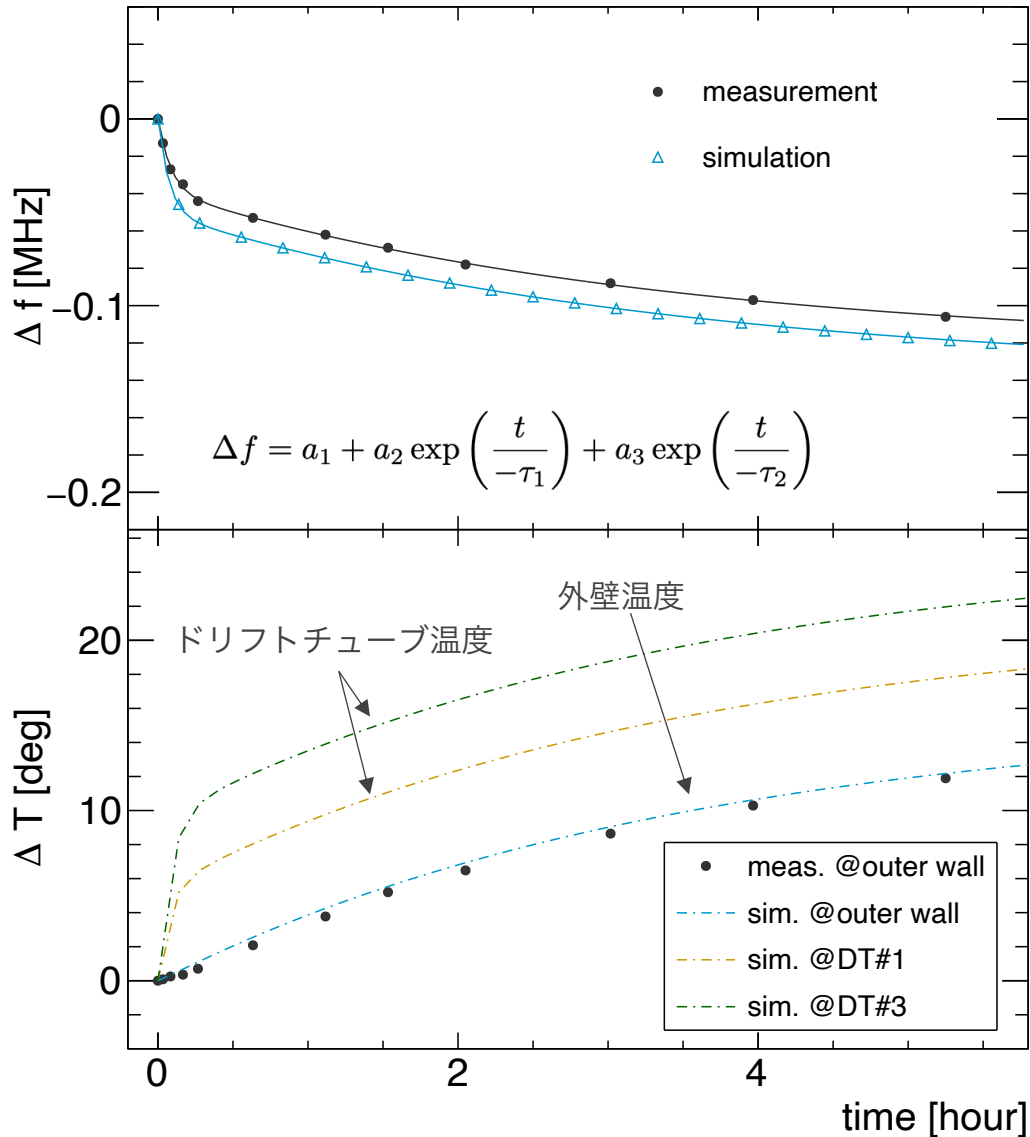 measurement
simulation
0
−0.1
−0.2
Δ f [MHz]
Δf = a₁ + a₂ exp(t/−τ₁) + a₃ exp(t/−τ₂)
外壁温度
ドリフトチューブ温度
20
10
0
Δ T [deg]
meas. @outer wall
sim. @outer wall
sim. @DT#1
sim. @DT#3
0 2 4
time [hour]